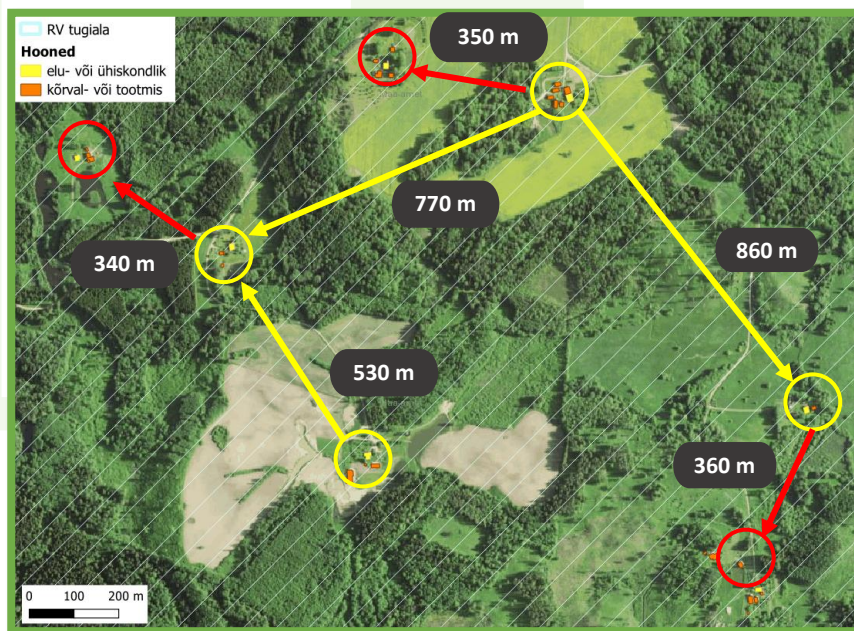 RV tugiala
Hooned
elu- või ühiskondlik
kõrval- või tootmis
350 m
770 m
340 m
860 m
530 m
360 m
0 100 200 m